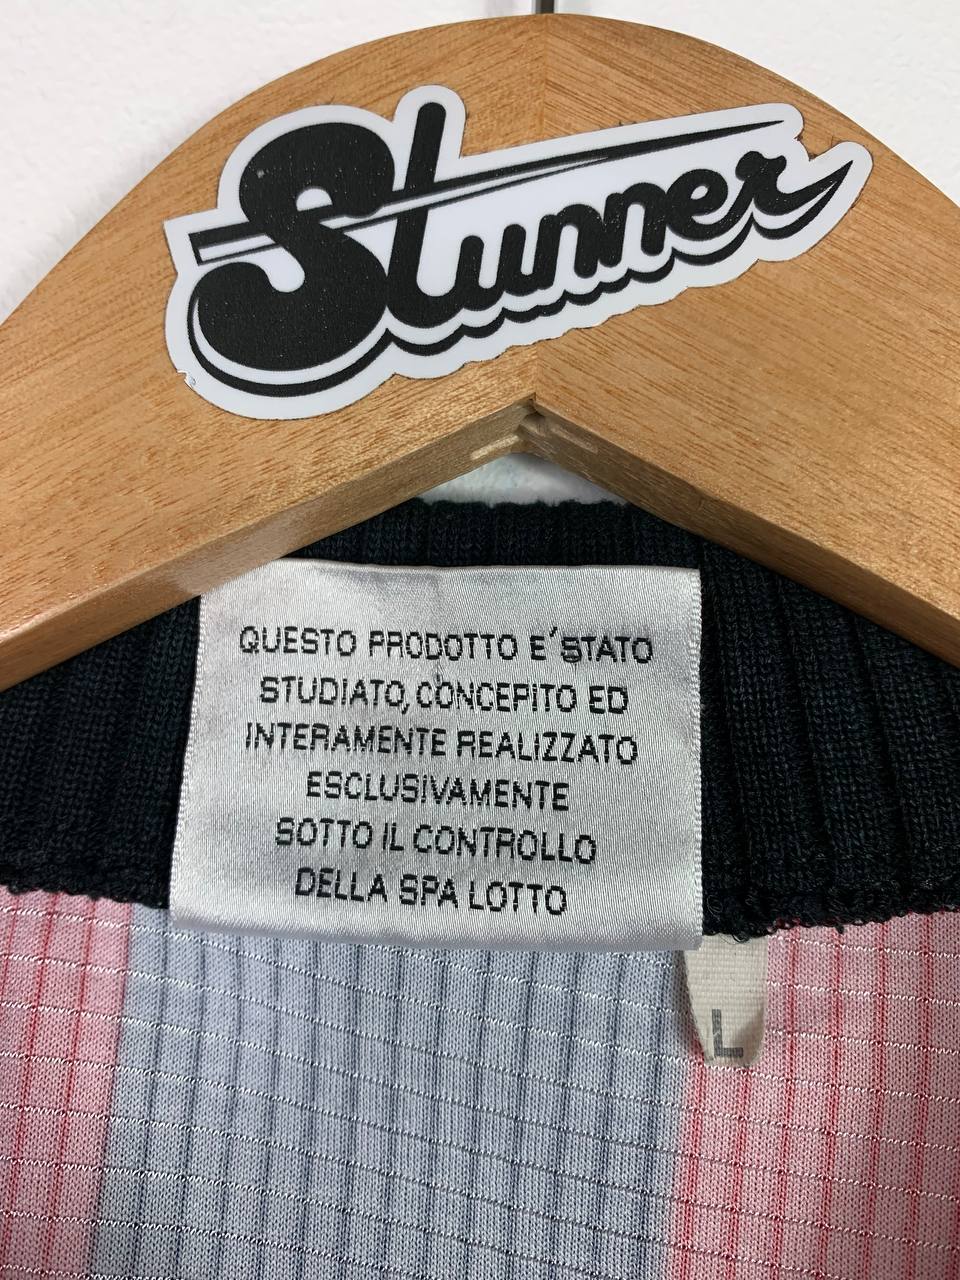 Stunner
QUESTO PRODOTTO E´ STATO
STUDIATO, CONCEPITO ED
INTERAMENTE REALIZZATO
ESCLUSIVAMENTE
SOTTO IL CONTROLLO
DELLA SPA LOTTO
L